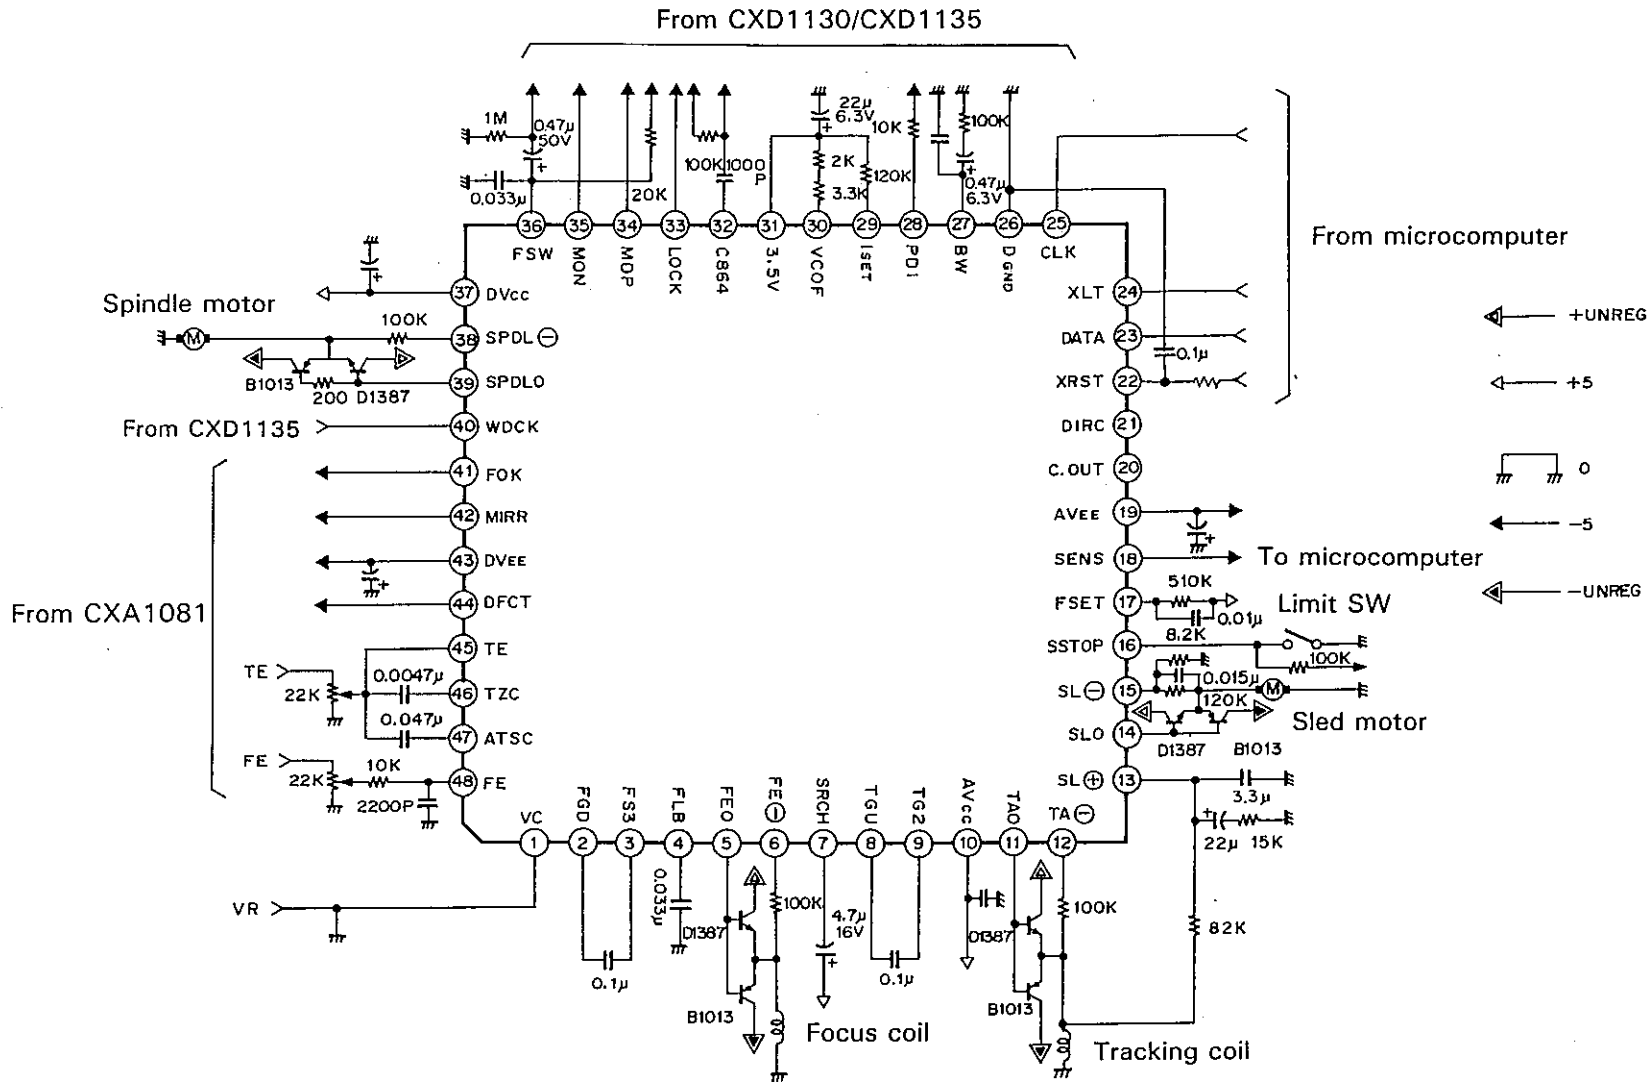 From CXD1130/CXD1135
1M
0.47μ
50V
0.033μ
20K
100K
1000
P
22μ
6.3V
2K
3.3K
120K
10K
100K
0.47μ
6.3V
36
35
34
33
32
31
30
29
28
27
26
25
FSW
MON
MDP
LOCK
C864
3.5V
VCOF
ISET
PDI
BW
DGND
CLK
From microcomputer
37 DVcc
Spindle motor
M
100K
38 SPDL⊖
B1013
200
D1387
39 SPDLO
From CXD1135
40 WDCK
41 FOK
42 MIRR
43 DVEE
44 DFCT
From CXA1081
45 TE
TE
22K
0.0047μ
46 TZC
0.047μ
47 ATSC
FE
22K
10K
2200P
48 FE
XLT 24
DATA 23
0.1μ
XRST 22
DIRC 21
C.OUT 20
AVEE 19
SENS 18
To microcomputer
FSET 17
510K
0.01μ
Limit SW
SSTOP 16
8.2K
100K
SL⊖ 15
0.015μ
120K
M
Sled motor
SLO 14
D1387
B1013
SL⊕ 13
3.3μ
22μ
15K
82K
+UNREG
+5
0
-5
-UNREG
VC
FGD
FS3
FLB
FEO
FE⊖
SRCH
TGU
TG2
AVcc
TAO
TA⊖
1
2
3
4
5
6
7
8
9
10
11
12
VR
0.1μ
0.033μ
D1387
B1013
100K
Focus coil
4.7μ
16V
0.1μ
D1387
B1013
100K
Tracking coil